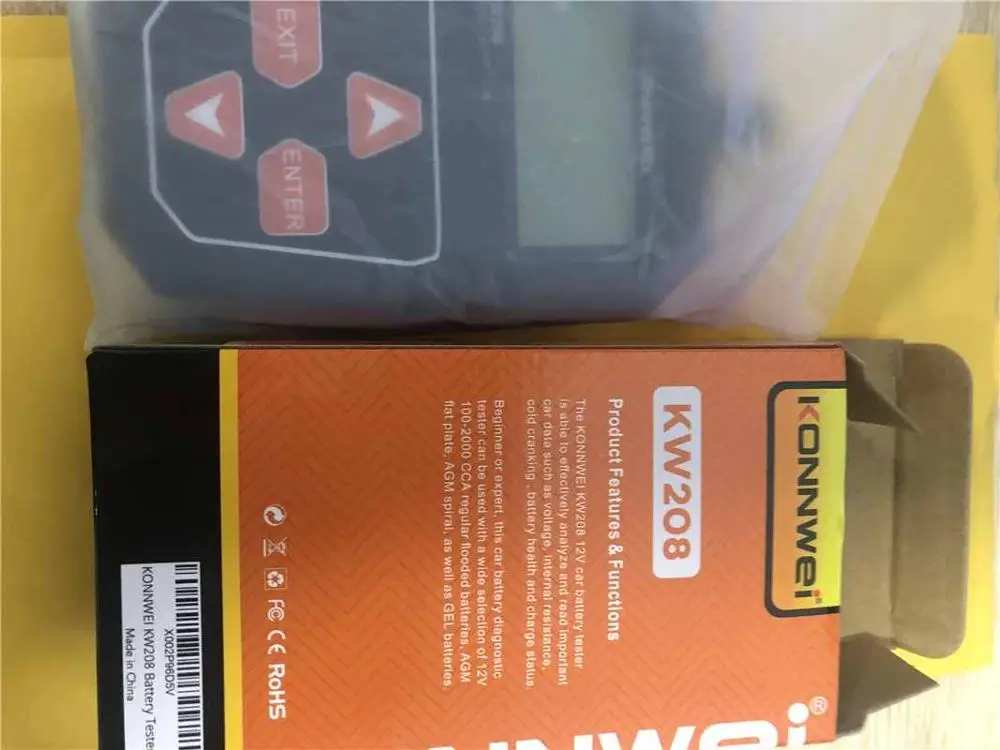 EXIT
ENTER
KONNWEI
KONNWEI
KW208
Product Features & Functions
The KONNWEI KW208 12V car battery tester
is able to effectively analyze and read important
car data such as voltage, internal resistance,
cold cranking , battery health and charge status.
Beginner or expert, this car battery diagnostic
tester can be used with a wide selection of 12V
100-2000 CCA regular flooded batteries, AGM
flat plate, AGM spiral, as well as GEL batteries.
FC CE RoHS
X002P96D5V
KONNWEI KW208 Battery Teste
Made in China
NNWEI®